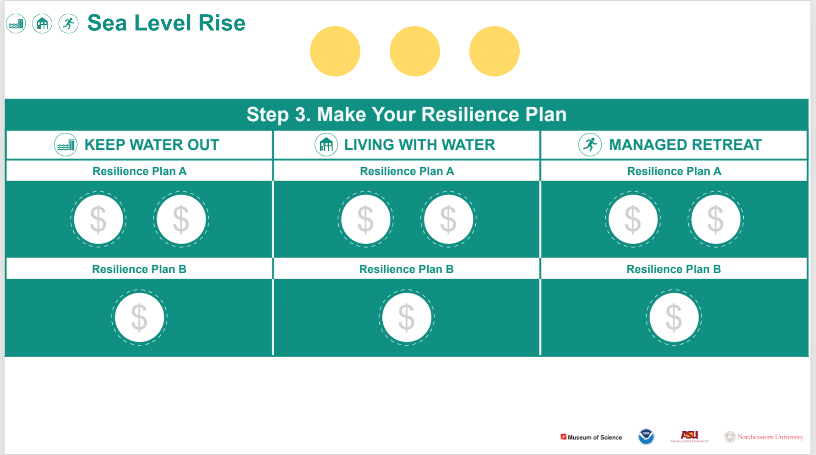 Sea Level Rise
Step 3. Make Your Resilience Plan
KEEP WATER OUT
LIVING WITH WATER
MANAGED RETREAT
Resilience Plan A
Resilience Plan A
Resilience Plan A
$ $
$ $
$ $
Resilience Plan B
Resilience Plan B
Resilience Plan B
$
$
$
Museum of Science
ASU
Northeastern University